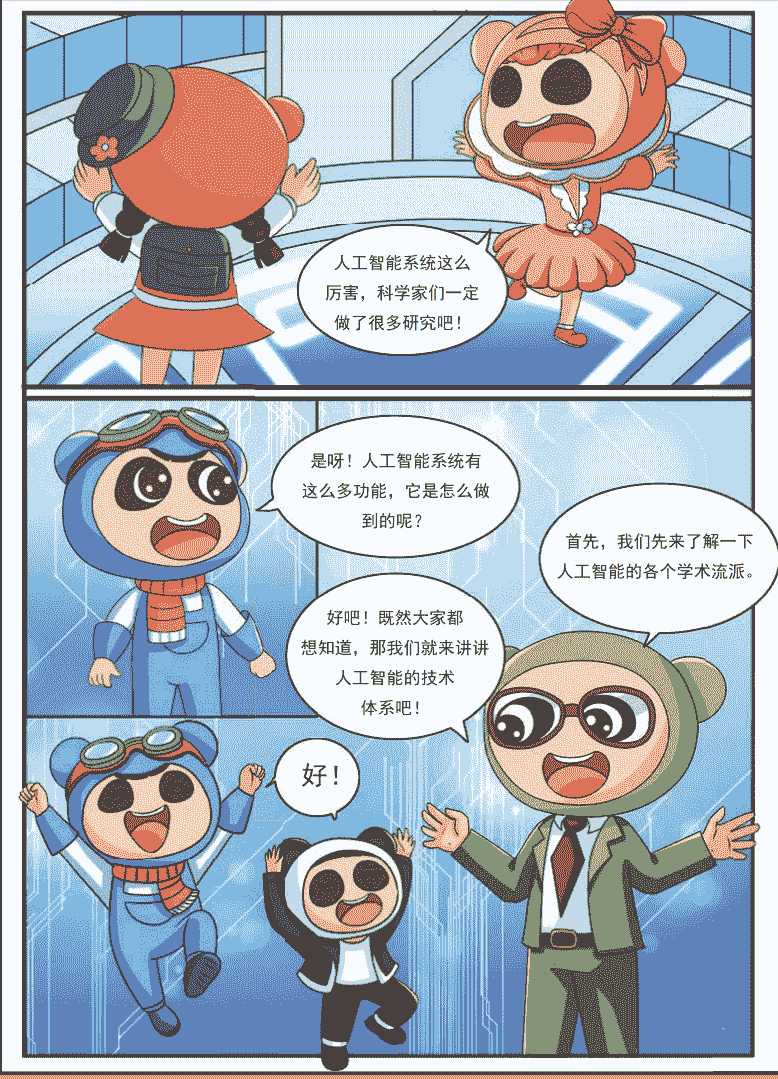 人工智能系统这么
厉害，科学家们一定
做了很多研究吧！
是呀！人工智能系统有
这么多功能，它是怎么做
到的呢？
好吧！既然大家都
想知道，那我们就来讲讲
人工智能的技术
体系吧！
首先，我们先来了解一下
人工智能的各个学术流派。
好！